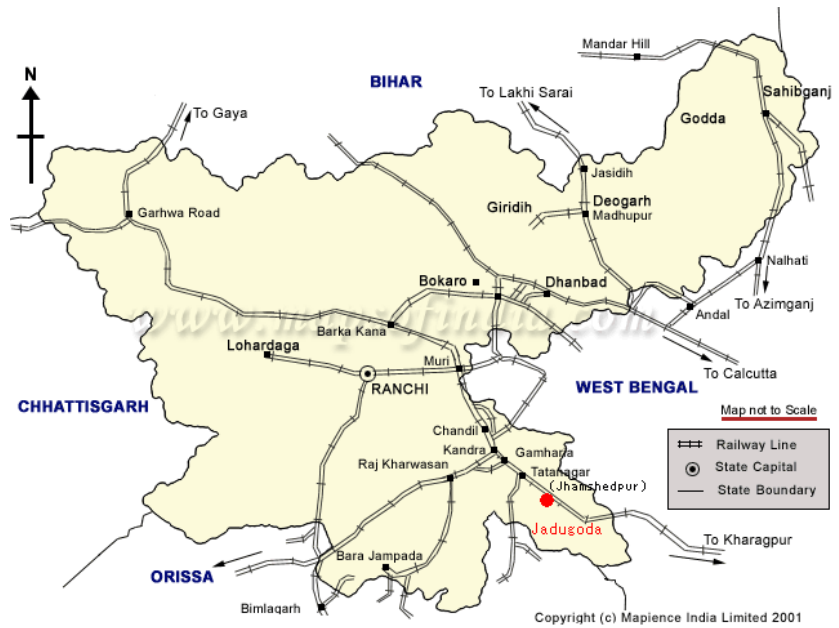 Mandar Hill
N
BIHAR
To Lakhi Sarai
Sahibganj
To Gaya
Godda
Jasidih
Giridih
Deogarh
Madhupur
Garhwa Road
Nalhati
Bokaro
Dhanbad
To Azimganj
Andal
www.mapsofindia.com
Barka Kana
Lohardaga
Muri
To Calcutta
RANCHI
WEST BENGAL
CHHATTISGARH
Map not to Scale
Chandil
Railway Line
Kandra
Gamharia
Raj Kharwasan
Tatanagar
State Capital
(Jhamshedpur)
State Boundary
Jadugoda
To Kharagpur
Bara Jampada
ORISSA
Bimlagarh
Copyright (c) Mapience India Limited 2001